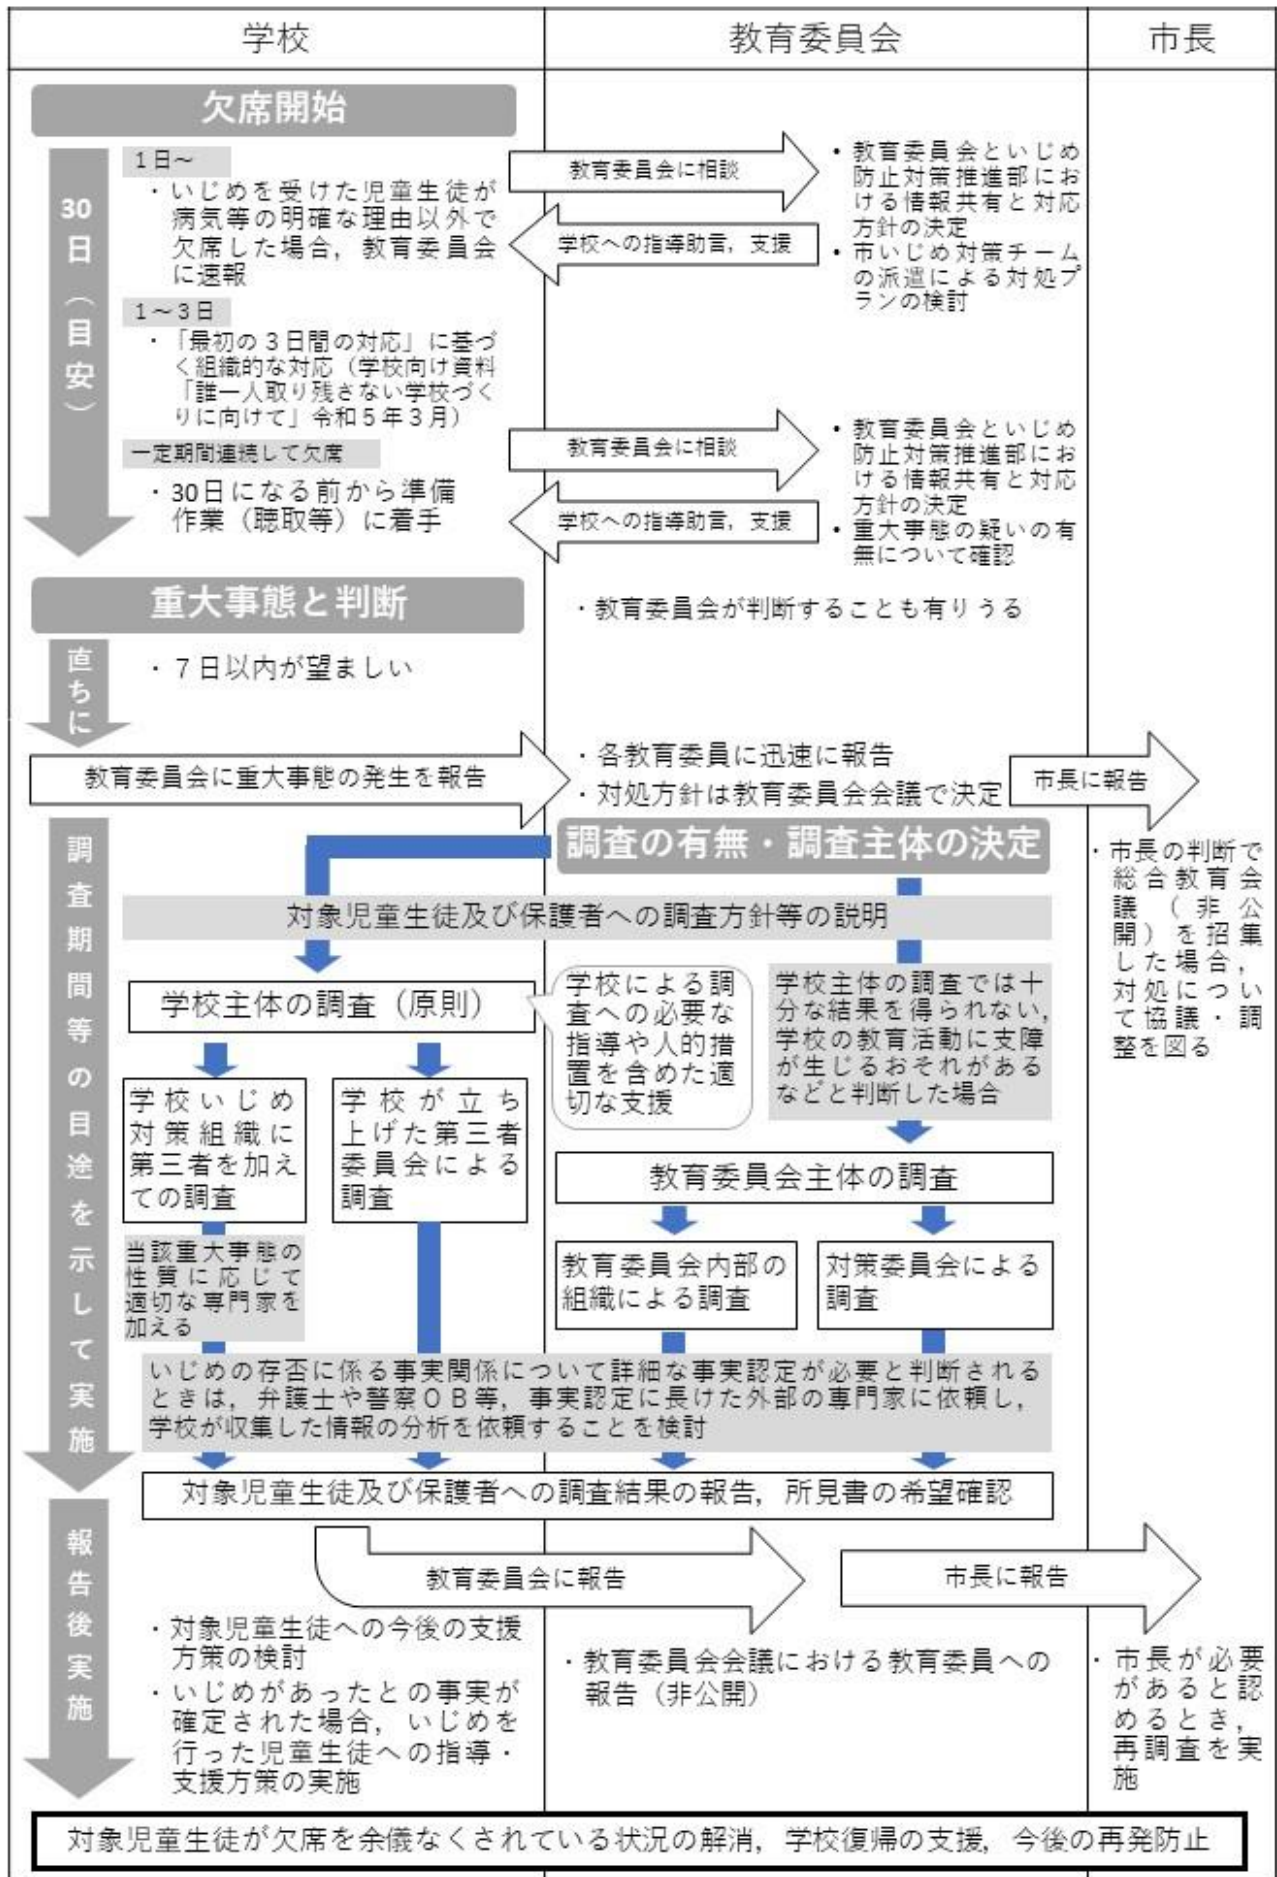 学校
教育委員会
市長
欠席開始
30日（目安）
１日～
・いじめを受けた児童生徒が
病気等の明確な理由以外で
欠席した場合，教育委員会
に速報
教育委員会に相談
学校への指導助言，支援
・教育委員会といじめ
防止対策推進部にお
ける情報共有と対応
方針の決定
・市いじめ対策チーム
の派遣による対処プ
ランの検討
１～３日
・「最初の３日間の対応」に基づ
く組織的な対応（学校向け資料
「誰一人取り残さない学校づく
りに向けて」令和５年３月）
一定期間連続して欠席
・30日になる前から準備
作業（聴取等）に着手
教育委員会に相談
学校への指導助言，支援
・教育委員会といじめ
防止対策推進部にお
ける情報共有と対応
方針の決定
・重大事態の疑いの有
無について確認
重大事態と判断
・教育委員会が判断することも有りうる
直ちに
・７日以内が望ましい
教育委員会に重大事態の発生を報告
・各教育委員に迅速に報告
・対処方針は教育委員会会議で決定
市長に報告
調査期間等の目途を示して実施
調査の有無・調査主体の決定
・市長の判断で
総合教育会
議（非公
開）を招集
した場合，
対処につい
て協議・調
整を図る
対象児童生徒及び保護者への調査方針等の説明
学校主体の調査（原則）
学校による調
査への必要な
指導や人的措
置を含めた適
切な支援
学校主体の調査では十
分な結果を得られない，
学校の教育活動に支障
が生じるおそれがある
などと判断した場合
学校いじめ
対策組織に
第三者を加え
ての調査
学校が立ち
上げた第三者
委員会による
調査
教育委員会主体の調査
当該重大事態の
性質に応じて
適切な専門家を
加える
教育委員会内部の
組織による調査
対策委員会による
調査
いじめの存否に係る事実関係について詳細な事実認定が必要と判断される
ときは，弁護士や警察ＯＢ等，事実認定に長けた外部の専門家に依頼し，
学校が収集した情報の分析を依頼することを検討
対象児童生徒及び保護者への調査結果の報告，所見書の希望確認
報告後実施
教育委員会に報告
市長に報告
・対象児童生徒への今後の支援
方策の検討
・いじめがあったとの事実が
確定された場合，いじめを
行った児童生徒への指導・
支援方策の実施
・教育委員会会議における教育委員への
報告（非公開）
・市長が必要
があると認
めるとき，
再調査を実
施
対象児童生徒が欠席を余儀なくされている状況の解消，学校復帰の支援，今後の再発防止